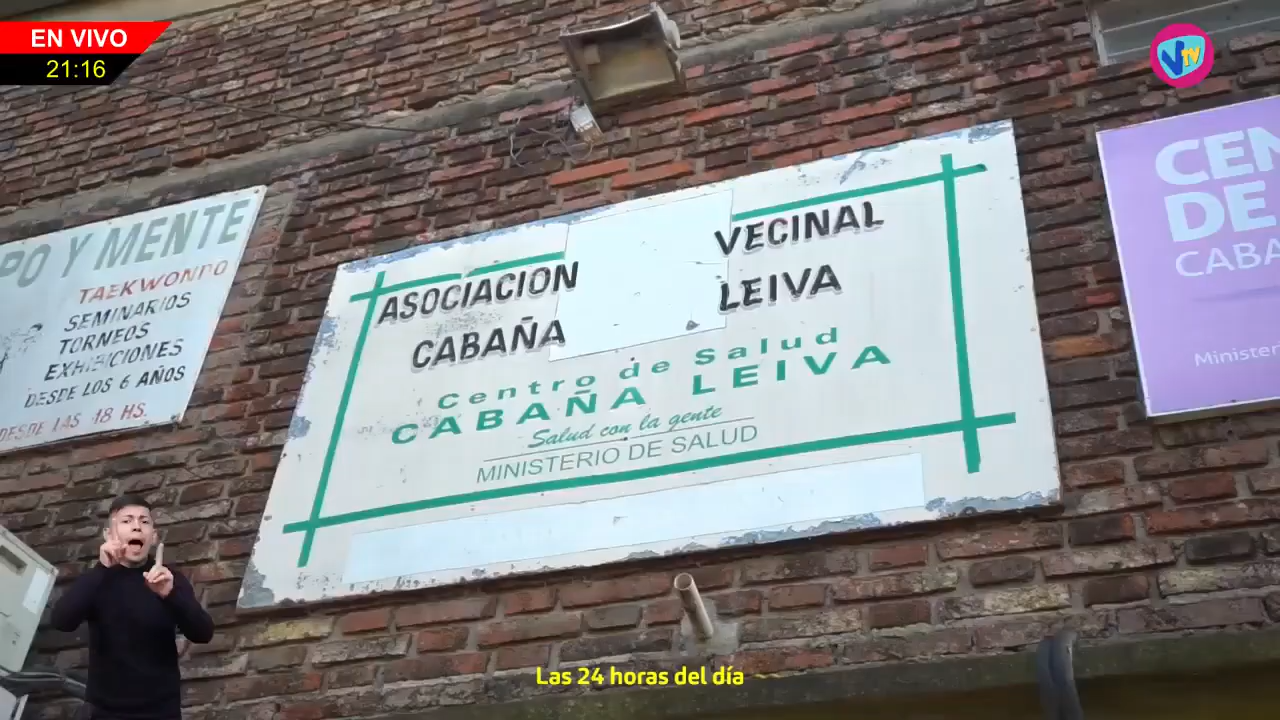 EN VIVO
21:16
VTV
PO Y MENTE
TAEKWONDO
SEMINARIOS
TORNEOS
EXHIBICIONES
DESDE LOS 6 AÑOS
DESDE LAS 18 HS.
ASOCIACION VECINAL
CABAÑA LEIVA
Centro de Salud
CABAÑA LEIVA
Salud con la gente
MINISTERIO DE SALUD
CEN
DE
CABA
Minister
Las 24 horas del día